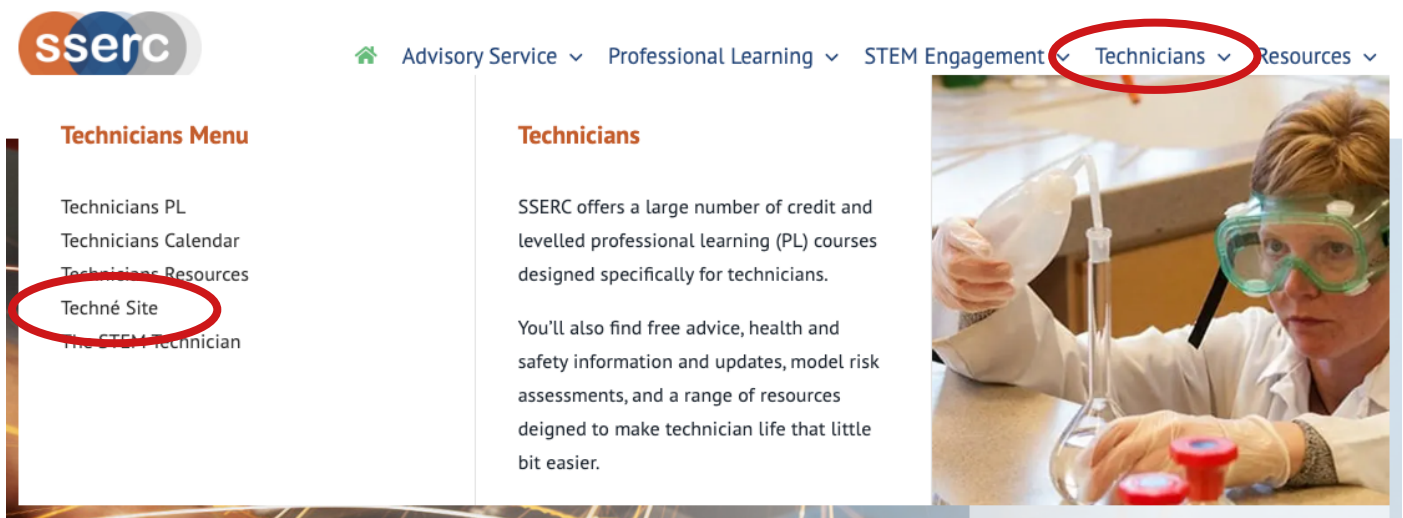 sserc
Advisory Service Professional Learning STEM Engagement Technicians Resources
Technicians Menu
Technicians PL
Technicians Calendar
Technicians Resources
Techné Site
The STEM Technician
Technicians
SSERC offers a large number of credit and
levelled professional learning (PL) courses
designed specifically for technicians.
You’ll also find free advice, health and
safety information and updates, model risk
assessments, and a range of resources
deigned to make technician life that little
bit easier.